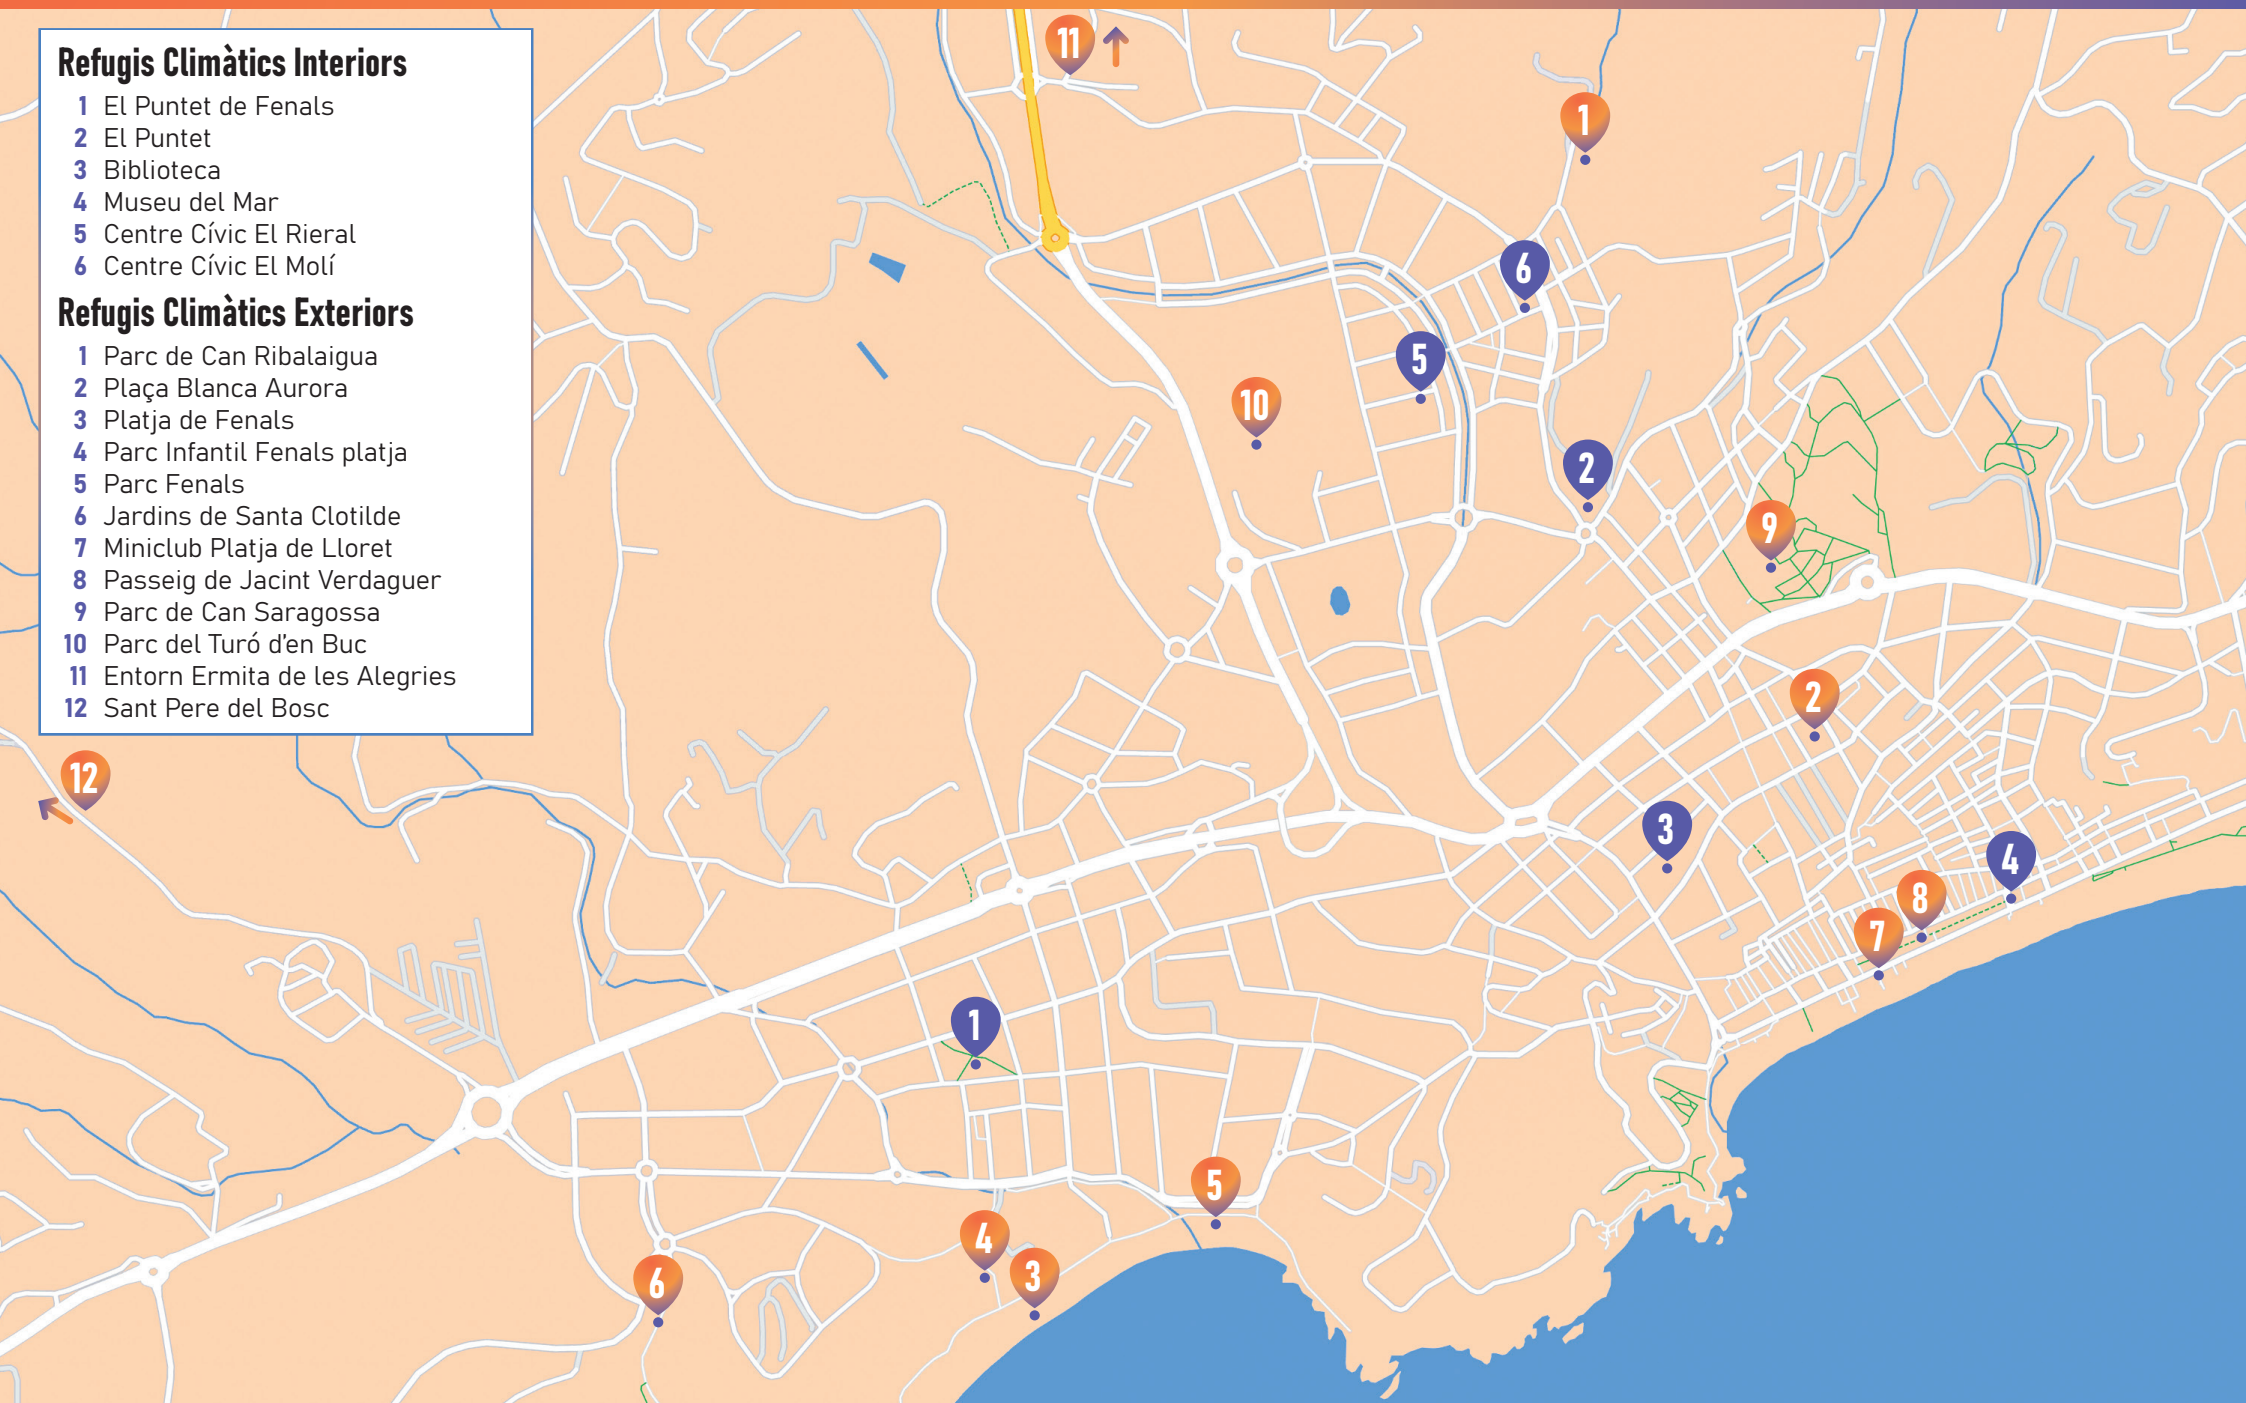 Refugis Climàtics Interiors
1 El Puntet de Fenals
2 El Puntet
3 Biblioteca
4 Museu del Mar
5 Centre Cívic El Rieral
6 Centre Cívic El Molí
Refugis Climàtics Exteriors
1 Parc de Can Ribalaigua
2 Plaça Blanca Aurora
3 Platja de Fenals
4 Parc Infantil Fenals platja
5 Parc Fenals
6 Jardins de Santa Clotilde
7 Miniclub Platja de Lloret
8 Passeig de Jacint Verdaguer
9 Parc de Can Saragossa
10 Parc del Turó d'en Buc
11 Entorn Ermita de les Alegries
12 Sant Pere del Bosc
11
1
6
5
10
2
9
2
12
3
4
8
7
1
5
4
3
6